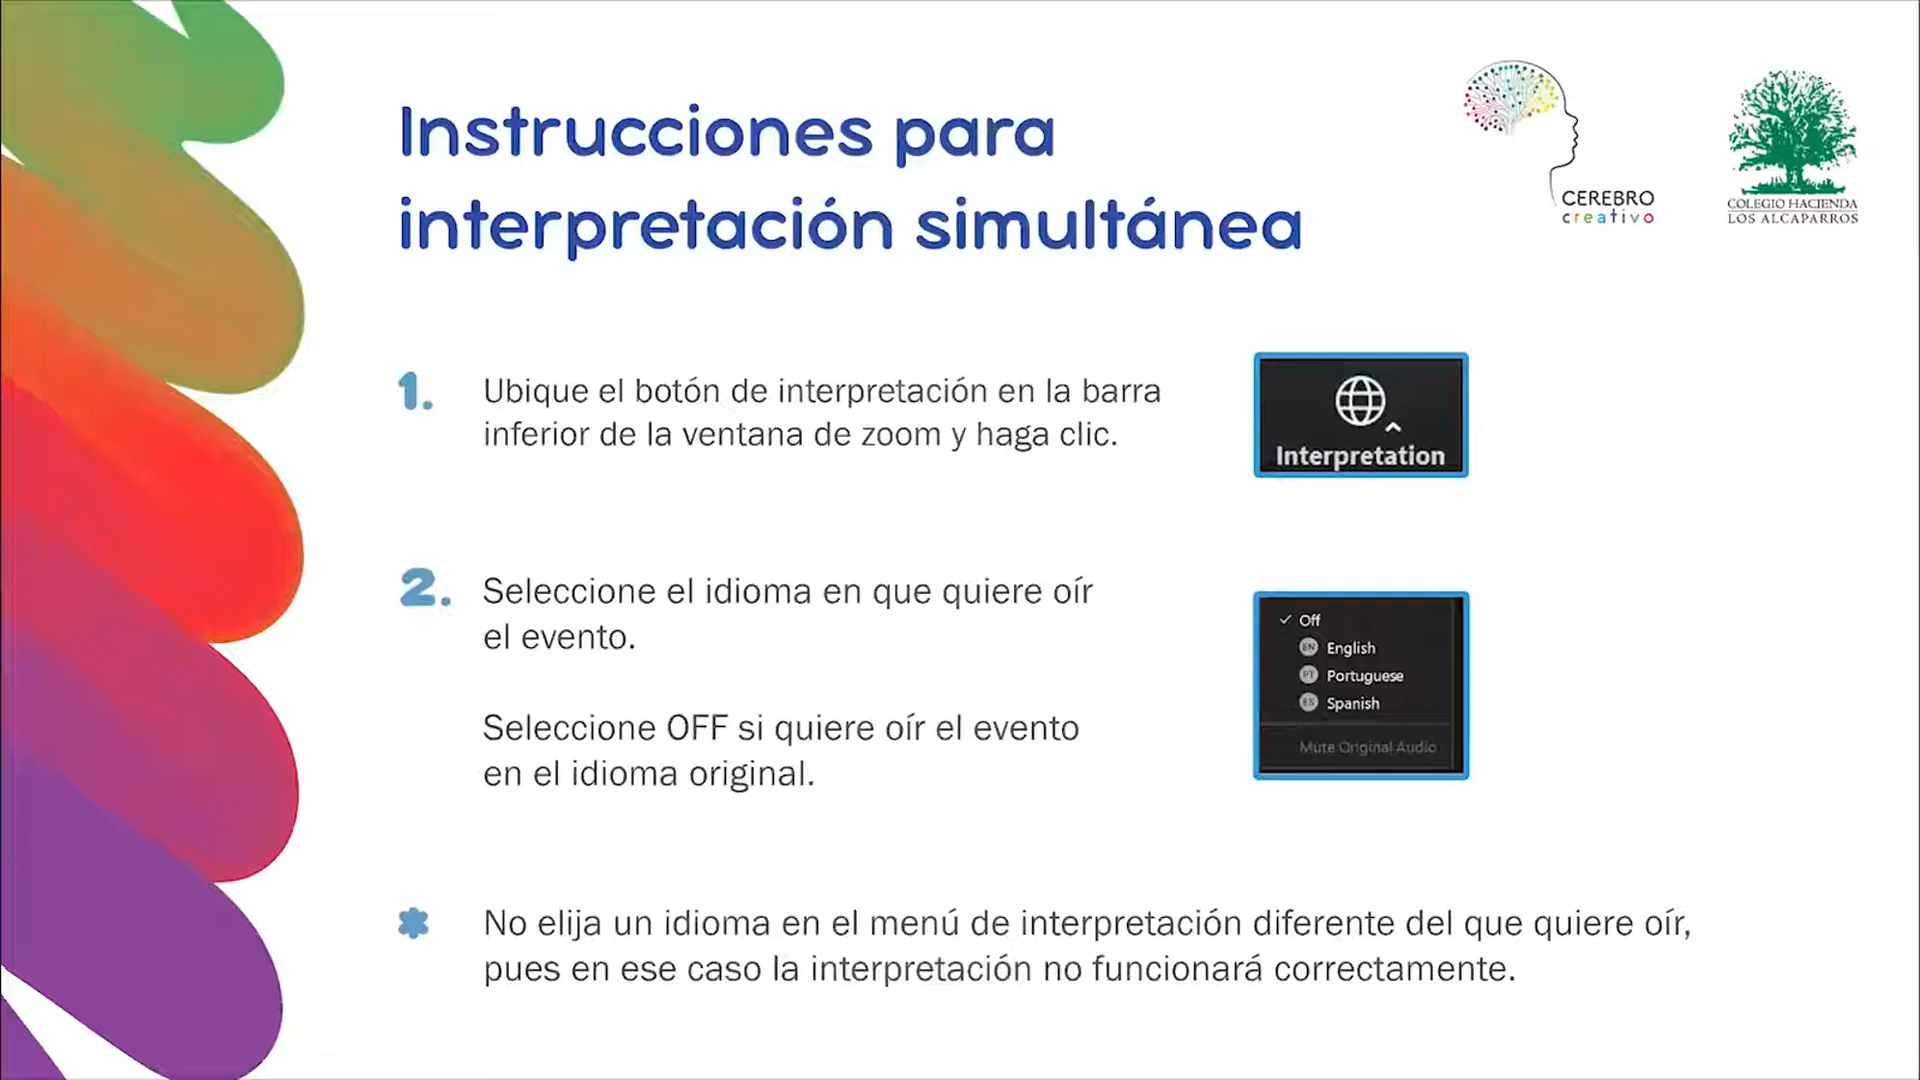 Instrucciones para
interpretación simultánea
CEREBRO
creativo
COLEGIO HACIENDA
LOS ALCAPARROS
1. Ubique el botón de interpretación en la barra
inferior de la ventana de zoom y haga clic.
Interpretation
2. Seleccione el idioma en que quiere oír
el evento.
Seleccione OFF si quiere oír el evento
en el idioma original.
Off
EN English
PT Portuguese
ES Spanish
Mute Original Audio
* No elija un idioma en el menú de interpretación diferente del que quiere oír,
pues en ese caso la interpretación no funcionará correctamente.